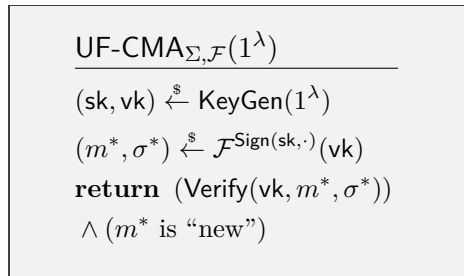 UF-CMA_{Σ,𝓕}(1^λ)
(sk, vk) ←$ KeyGen(1^λ)
(m*, σ*) ←$ 𝓕^{Sign(sk,·)}(vk)
return (Verify(vk, m*, σ*))
∧ (m* is “new”)